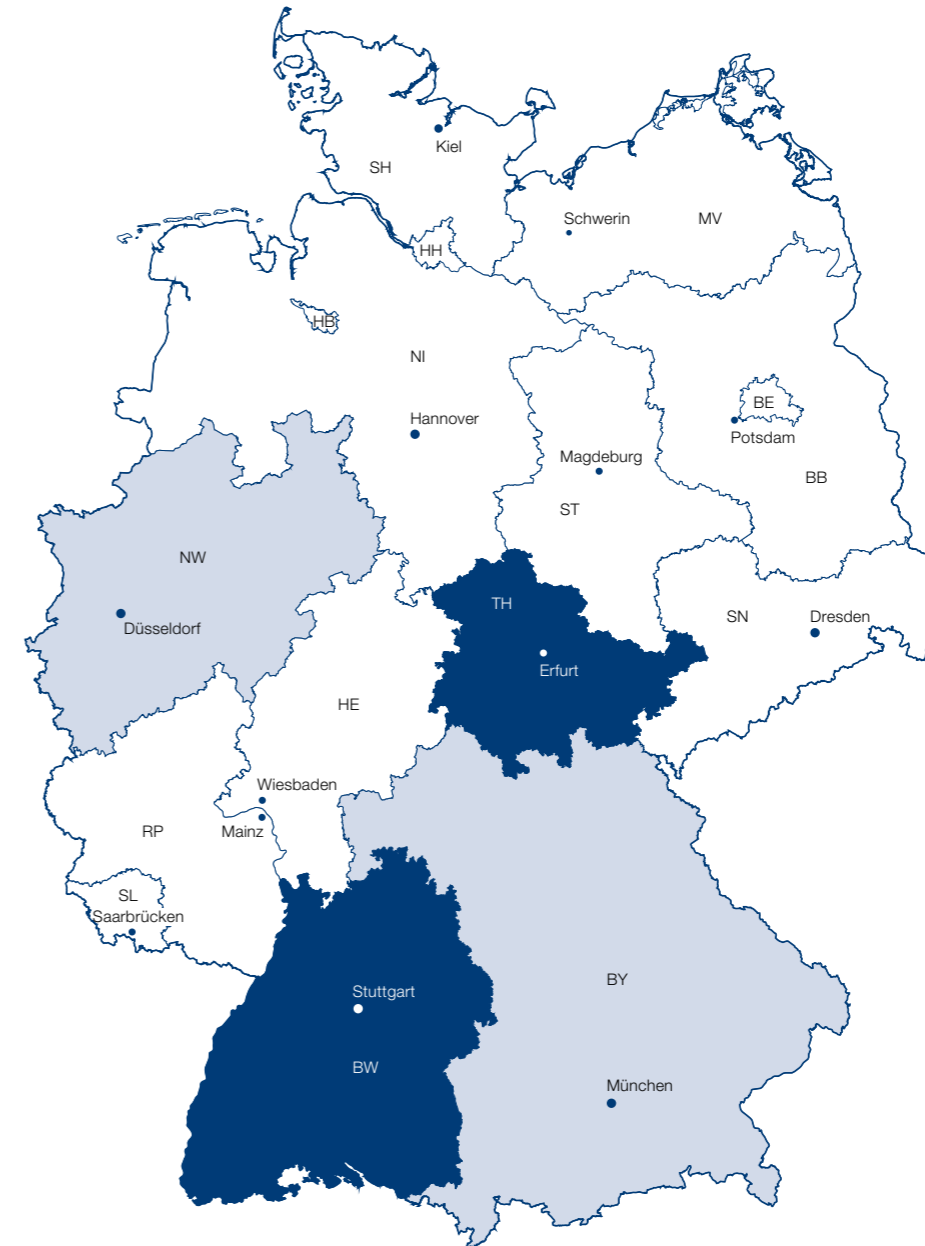 Kiel
SH
Schwerin
MV
HH
HB
NI
BE
Hannover
Potsdam
Magdeburg
BB
ST
NW
TH
SN
Dresden
Düsseldorf
Erfurt
HE
Wiesbaden
RP
Mainz
SL
Saarbrücken
BY
Stuttgart
BW
München